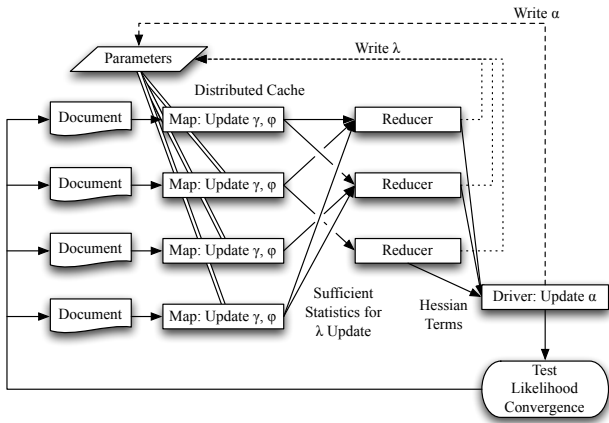 Write α
Write λ
Parameters
Distributed Cache
Document
Map: Update γ, φ
Reducer
Document
Map: Update γ, φ
Reducer
Document
Map: Update γ, φ
Reducer
Document
Map: Update γ, φ
Sufficient
Statistics for
λ Update
Hessian
Terms
Driver: Update α
Test
Likelihood
Convergence